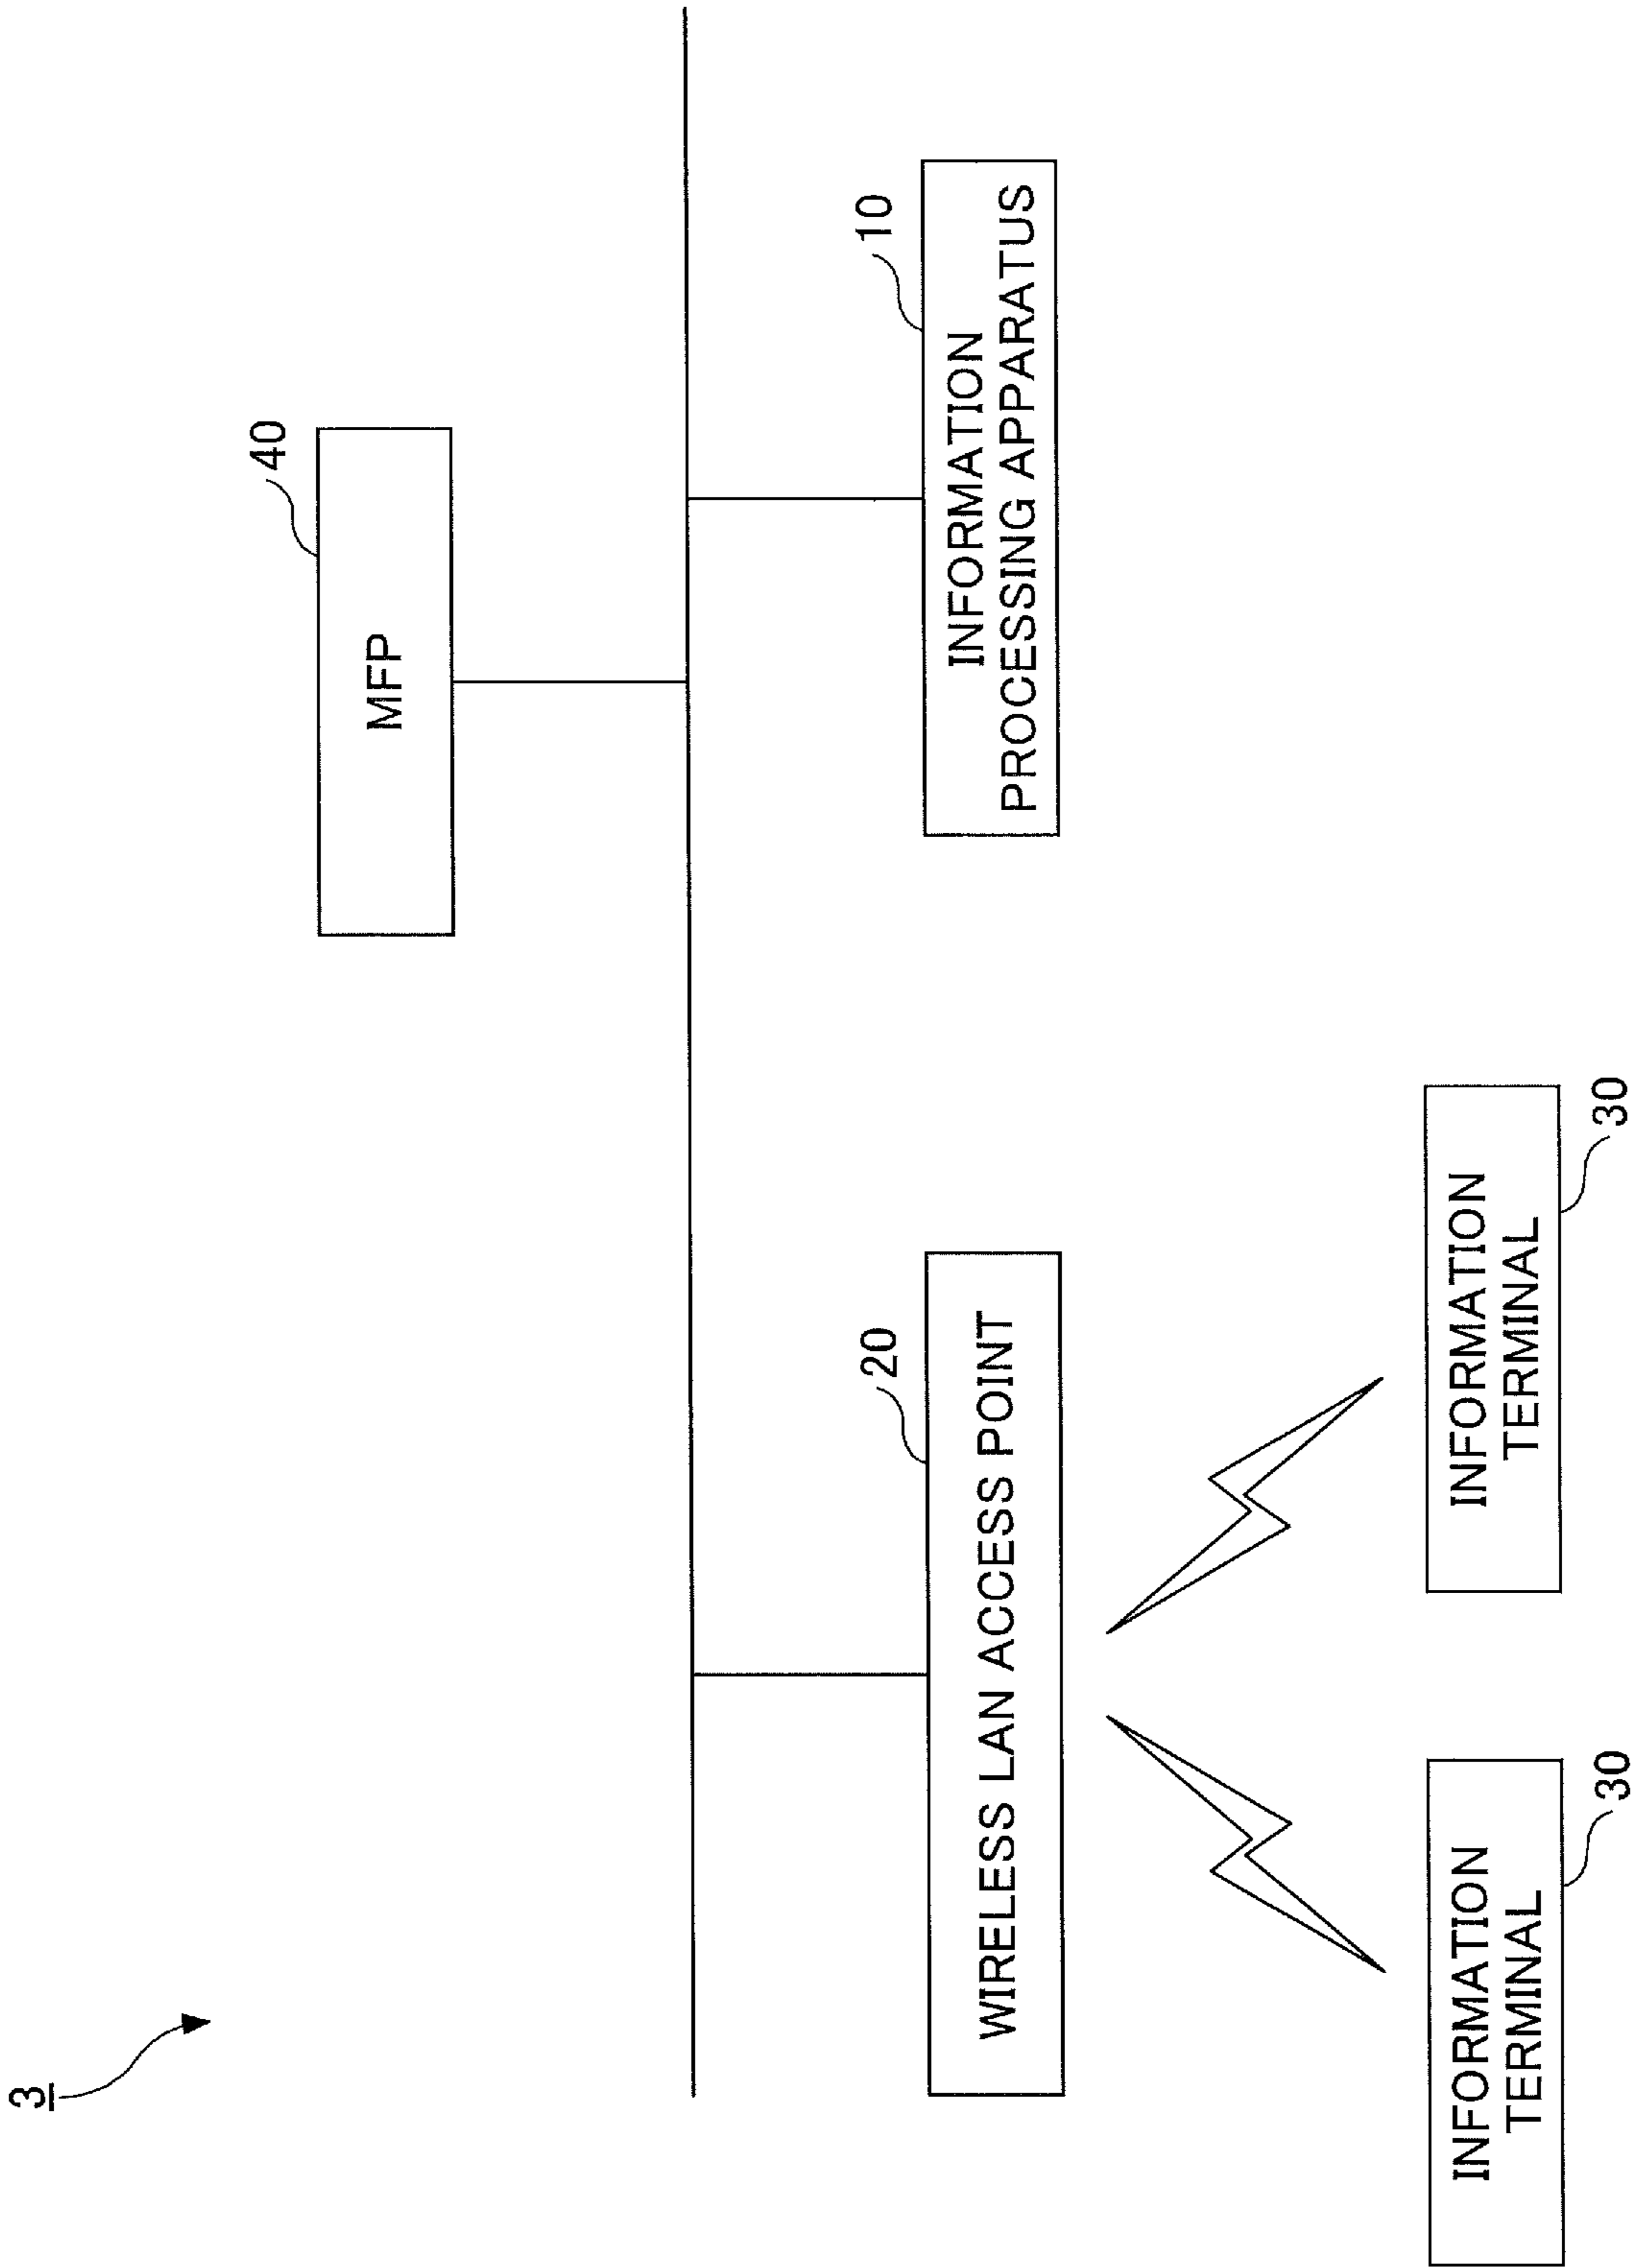 3
40
MFP
10
INFORMATION
PROCESSING APPARATUS
20
WIRELESS LAN ACCESS POINT
INFORMATION
TERMINAL
30
INFORMATION
TERMINAL
30